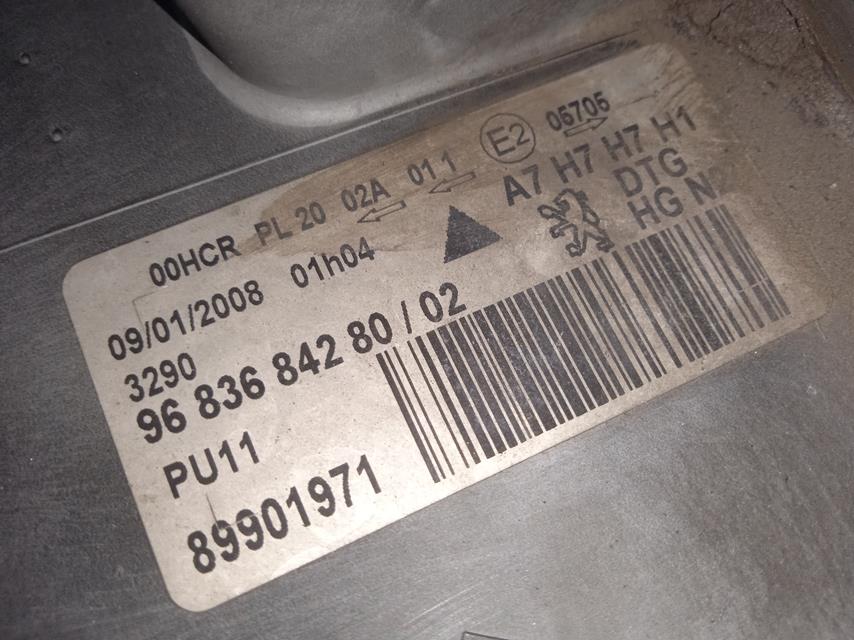 00HCR PL 20 02A 01 1 E2 05705
09/01/2008 01h04 A7 H7 H7 H1
3290 DTG
96 836 842 80 / 02 HG
PU11
89901971